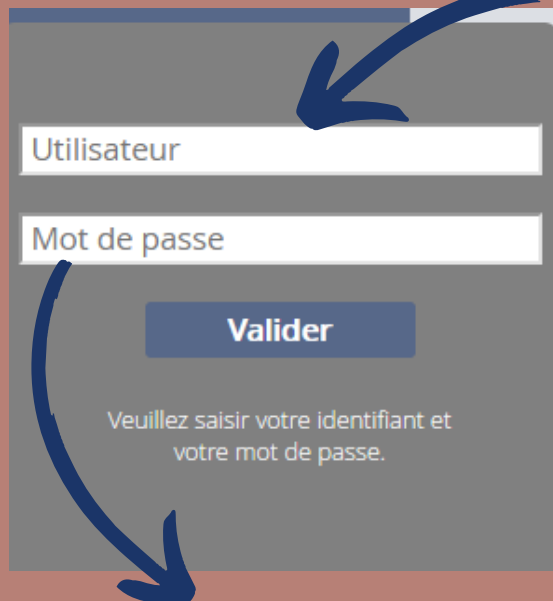 Utilisateur
Mot de passe
Valider
Veuillez saisir votre identifiant et
votre mot de passe.